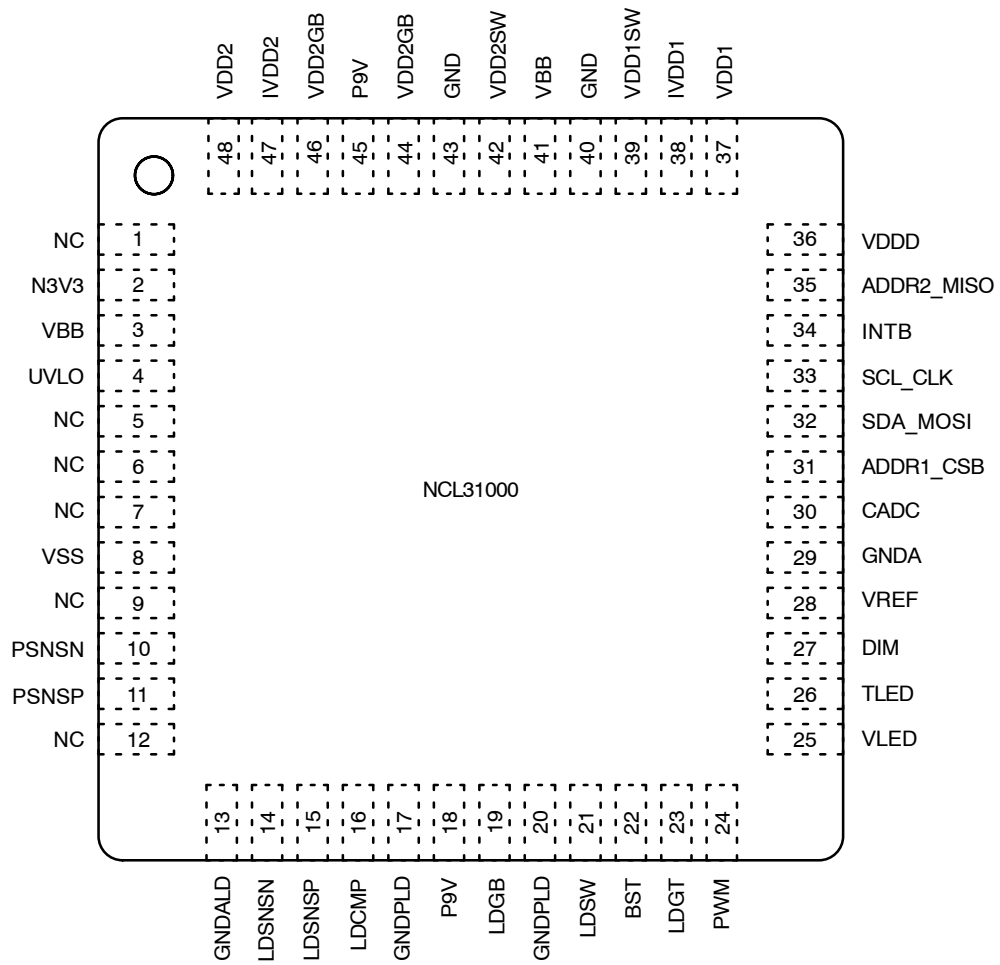 VDD2 IVDD2 VDD2GB P9V VDD2GB GND VDD2SW VBB GND VDD1SW IVDD1 VDD1
48 47 46 45 44 43 42 41 40 39 38 37
NC 1 36 VDDD
N3V3 2 35 ADDR2_MISO
VBB 3 34 INTB
UVLO 4 33 SCL_CLK
NC 5 32 SDA_MOSI
NC 6 31 ADDR1_CSB
NCL31000
NC 7 30 CADC
VSS 8 29 GNDA
NC 9 28 VREF
PSNSN 10 27 DIM
PSNSP 11 26 TLED
NC 12 25 VLED
13 14 15 16 17 18 19 20 21 22 23 24
GNDALD LDSNSN LDSNSP LDCMP GNDPLD P9V LDGB GNDPLD LDSW BST LDGT PWM